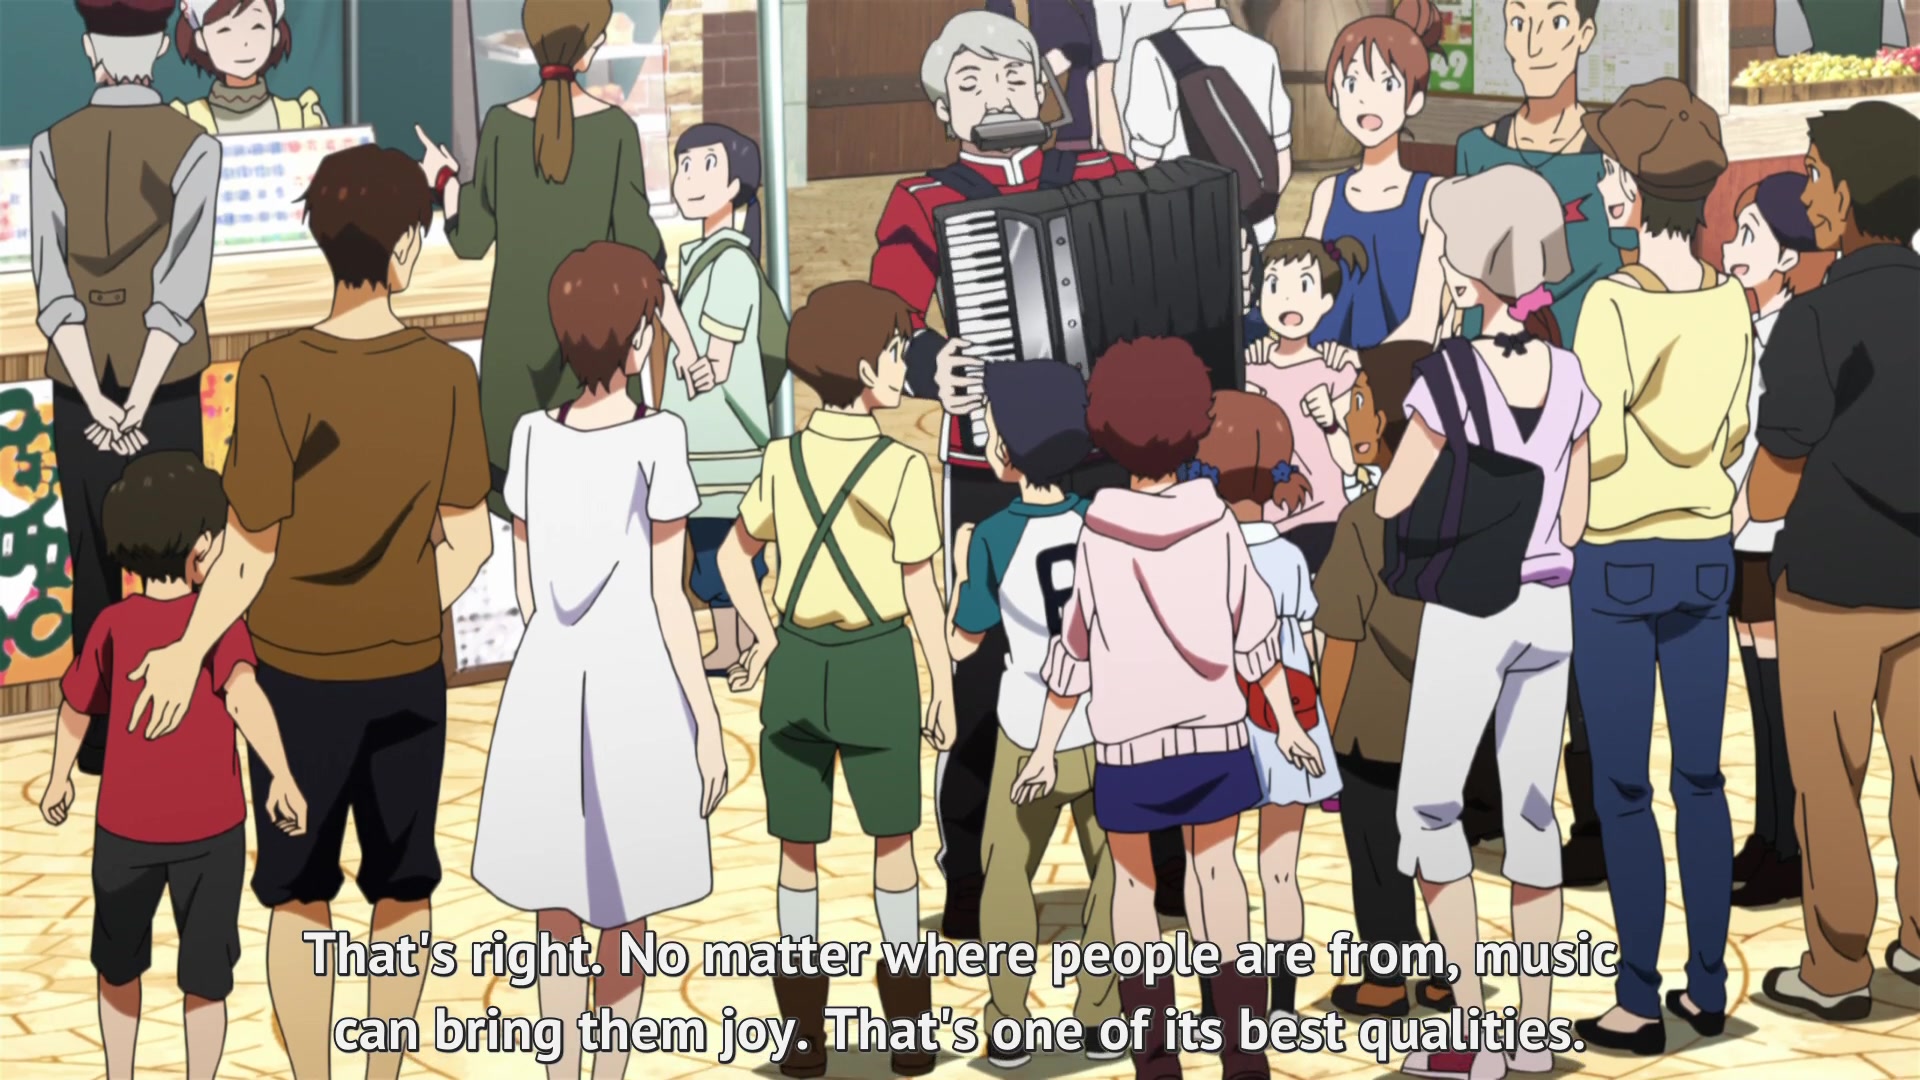 49
B
That's right. No matter where people are from, music
can bring them joy. That's one of its best qualities.